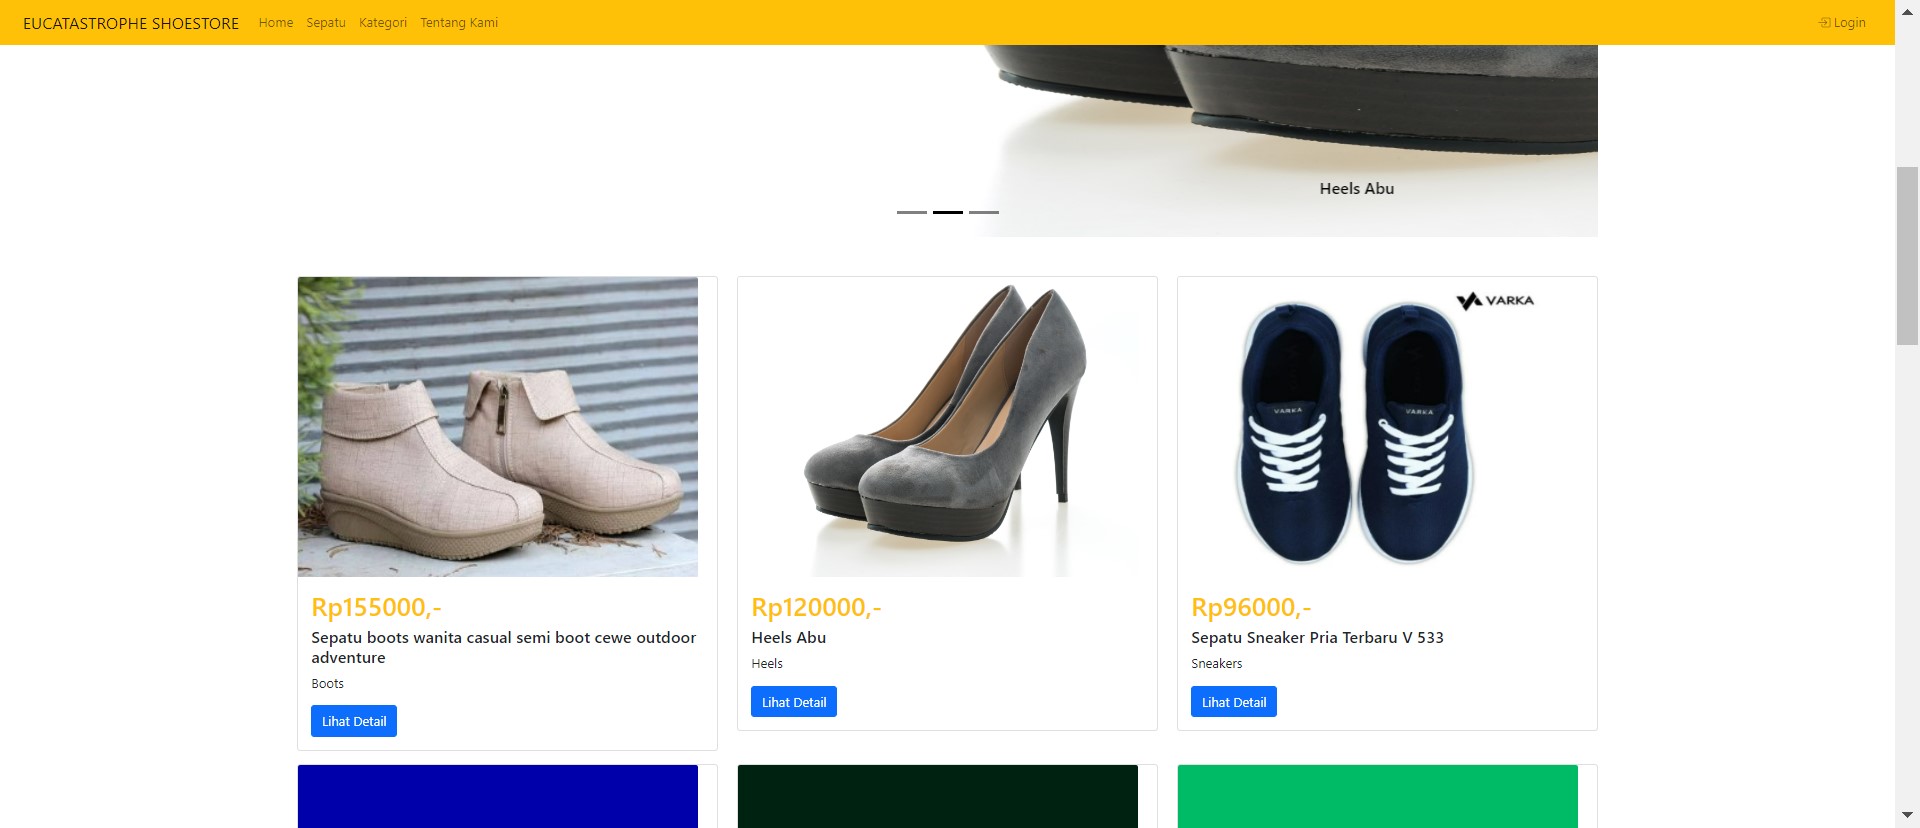 EUCATASTROPHE SHOESTORE Home Sepatu Kategori Tentang Kami Login
Heels Abu
VARKA
VARKA VARKA
Rp155000,-
Sepatu boots wanita casual semi boot cewe outdoor
adventure
Boots
Lihat Detail
Rp120000,-
Heels Abu
Heels
Lihat Detail
Rp96000,-
Sepatu Sneaker Pria Terbaru V 533
Sneakers
Lihat Detail